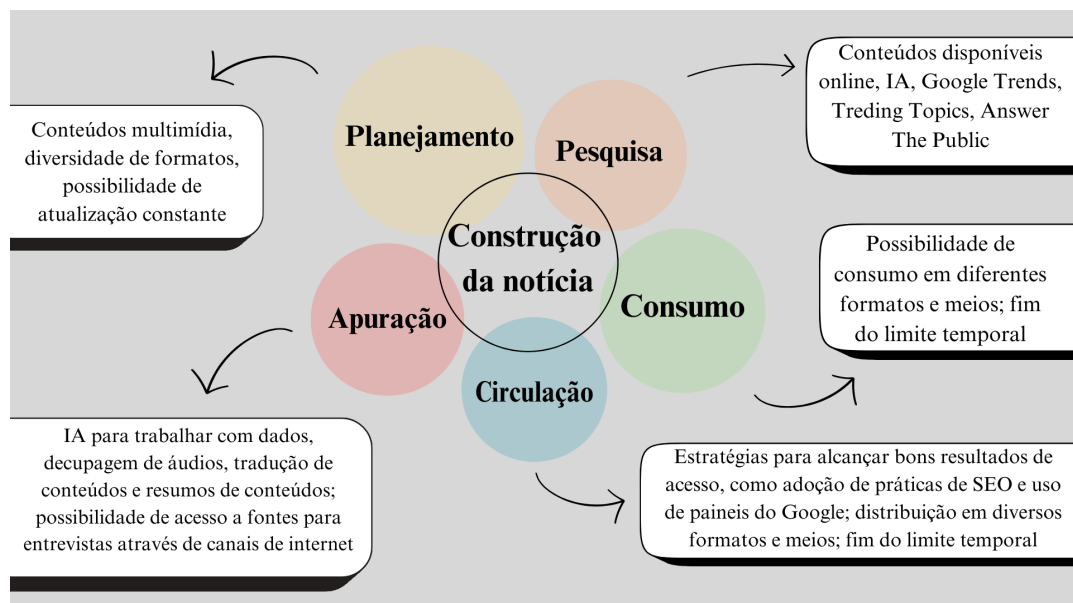 Planejamento
Pesquisa
Construção
da notícia
Apuração
Consumo
Circulação
Conteúdos multimídia,
diversidade de formatos,
possibilidade de
atualização constante
Conteúdos disponíveis
online, IA, Google Trends,
Treding Topics, Answer
The Public
Possibilidade de
consumo em diferentes
formatos e meios; fim
do limite temporal
IA para trabalhar com dados,
decupagem de áudios, tradução de
conteúdos e resumos de conteúdos;
possibilidade de acesso a fontes para
entrevistas através de canais de internet
Estratégias para alcançar bons resultados de
acesso, como adoção de práticas de SEO e uso
de paineis do Google; distribuição em diversos
formatos e meios; fim do limite temporal